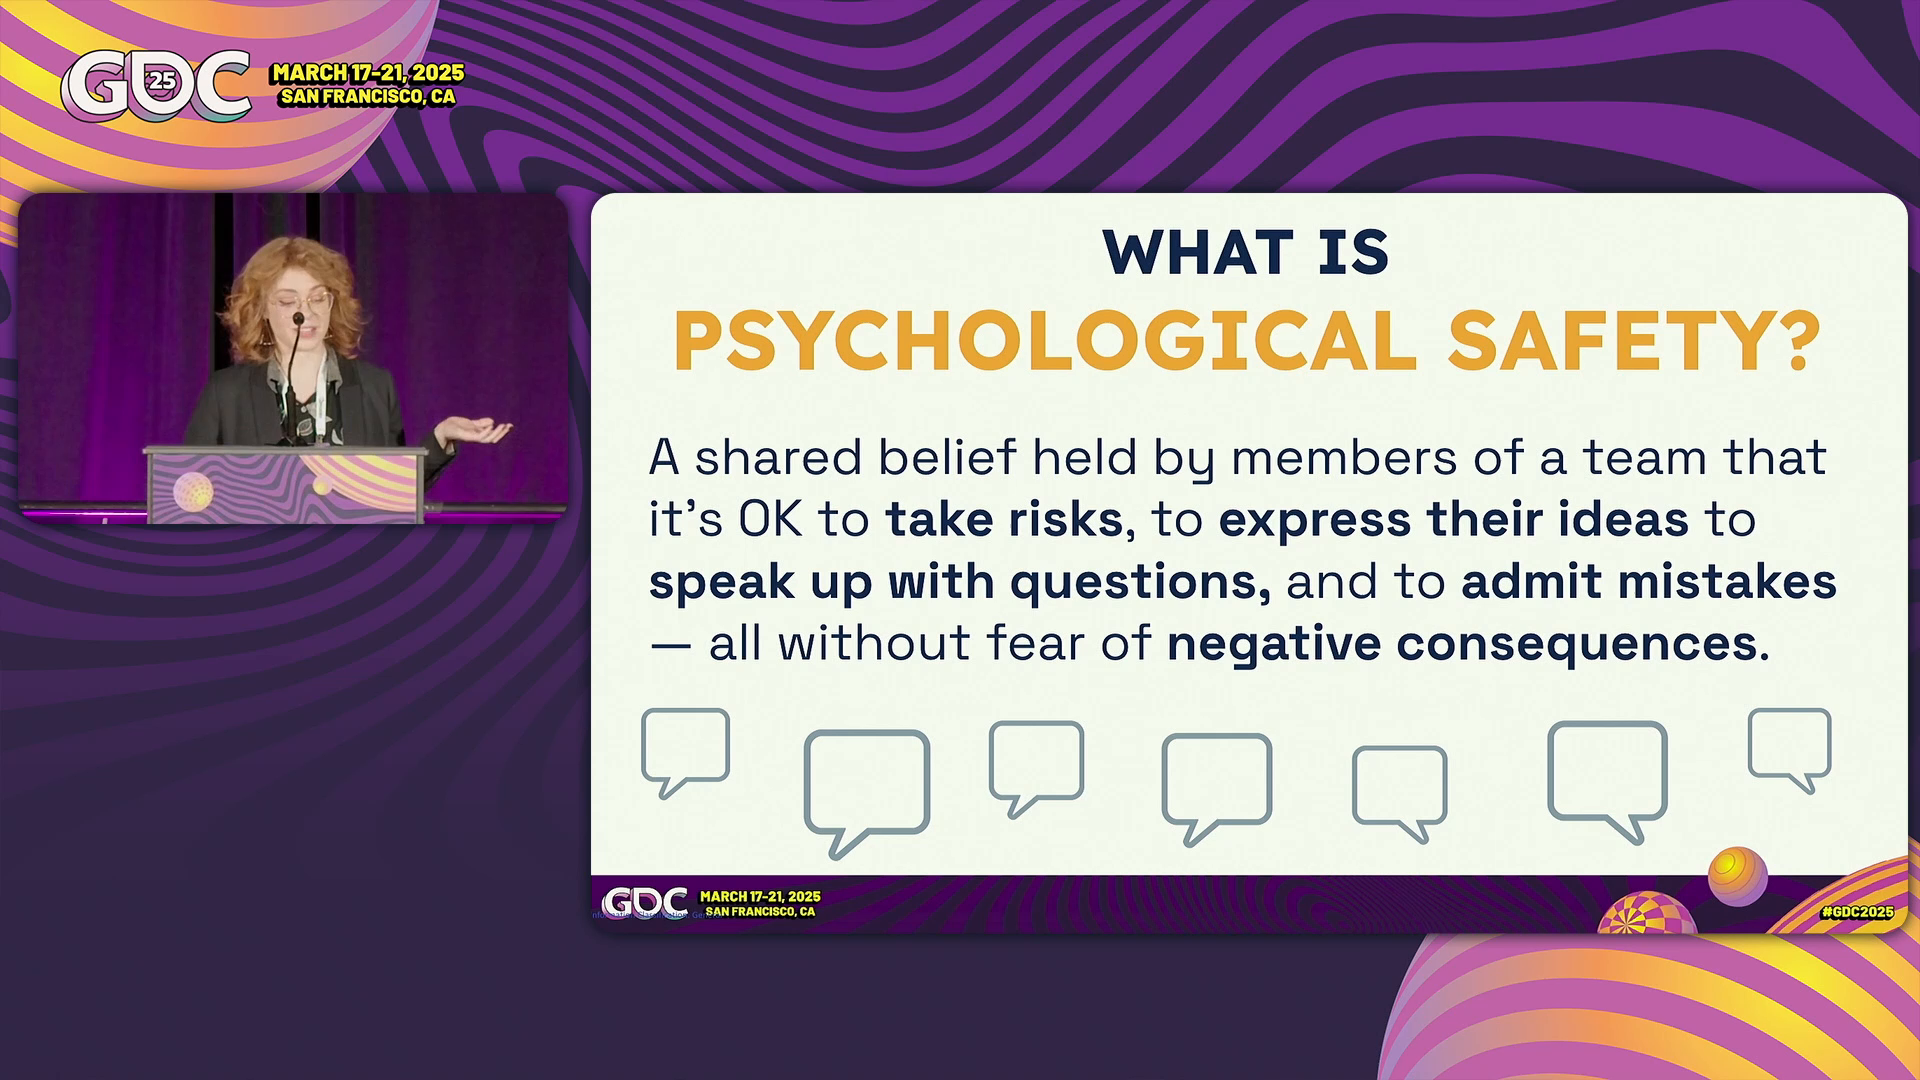 GDC
25
MARCH 17-21, 2025
SAN FRANCISCO, CA
WHAT IS
PSYCHOLOGICAL SAFETY?
A shared belief held by members of a team that
it's OK to take risks, to express their ideas to
speak up with questions, and to admit mistakes
— all without fear of negative consequences.
GDC
MARCH 17-21, 2025
SAN FRANCISCO, CA
#GDC2025